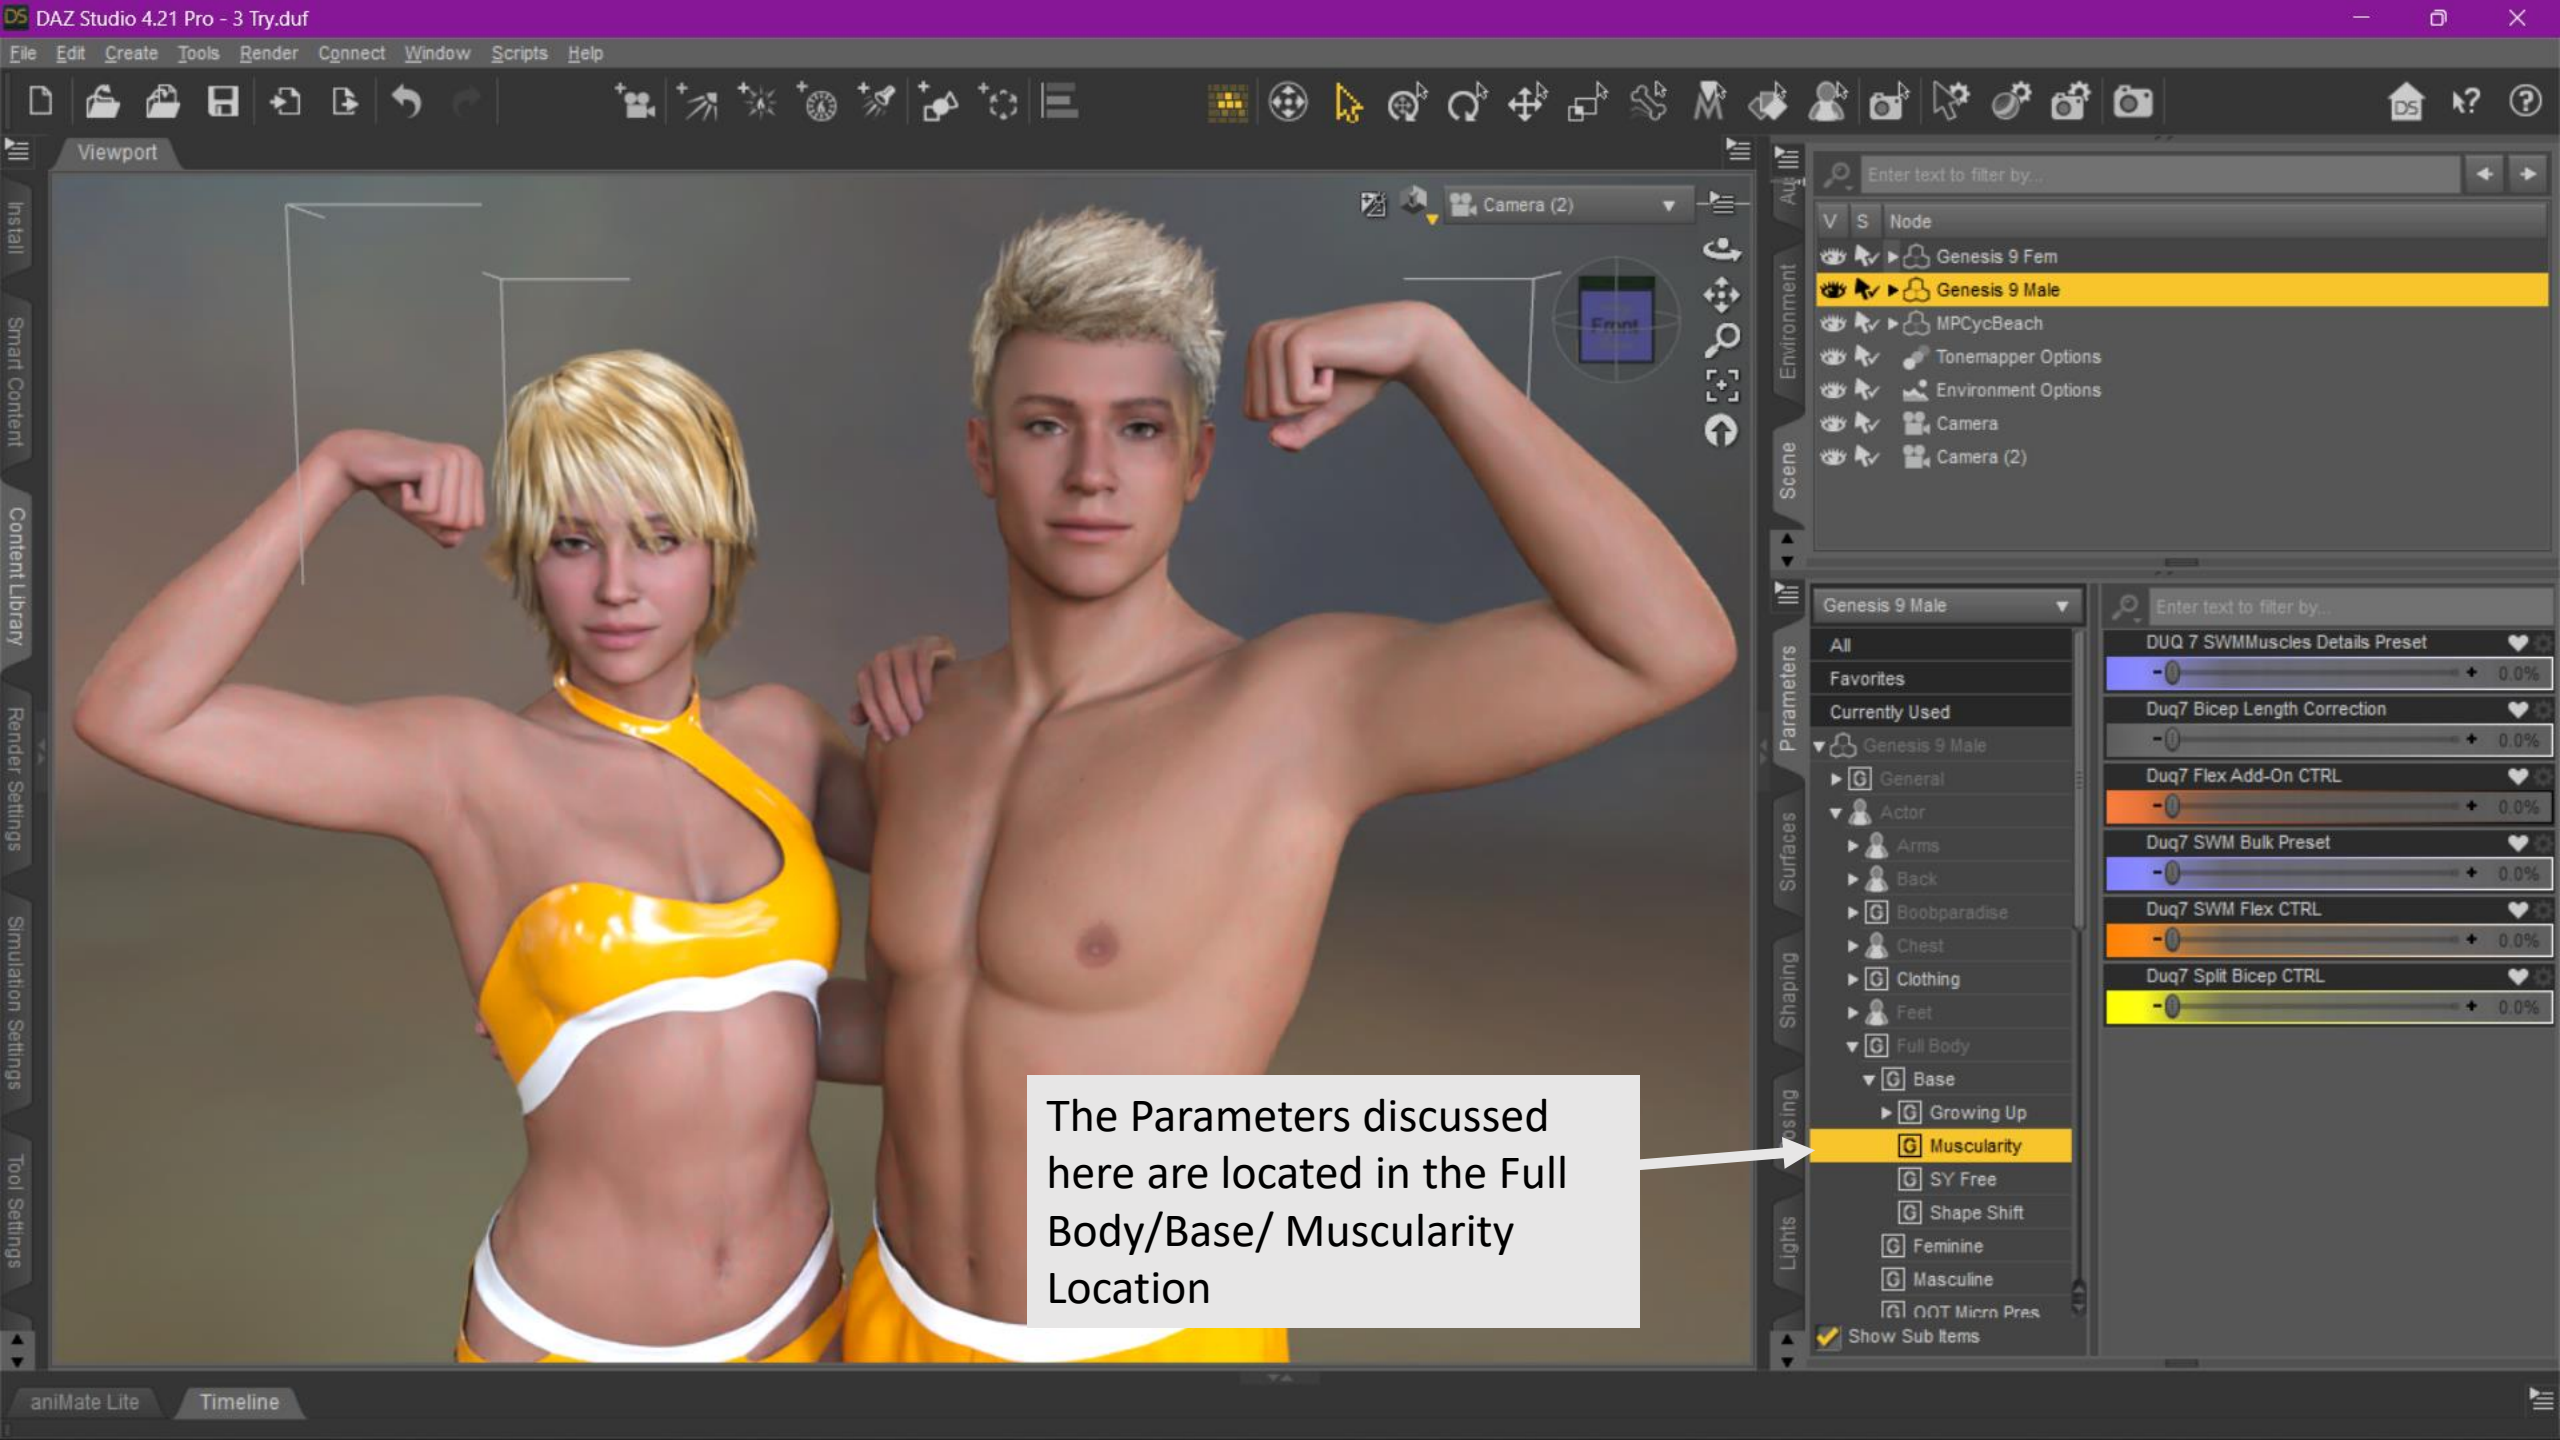 DS DAZ Studio 4.21 Pro - 3 Try.duf
File Edit Create Tools Render Connect Window Scripts Help
DS
Viewport
Install
Smart Content
Content Library
Render Settings
Simulation Settings
Tool Settings
Camera (2)
Front
The Parameters discussed
here are located in the Full
Body/Base/ Muscularity
Location
Environment
Scene
Enter text to filter by...
V S Node
Genesis 9 Fem
Genesis 9 Male
MPCycBeach
Tonemapper Options
Environment Options
Camera
Camera (2)
Parameters
Surfaces
Shaping
Lights
Genesis 9 Male
All
Favorites
Currently Used
Genesis 9 Male
G General
Actor
Arms
Back
G Boobparadise
Chest
G Clothing
Feet
G Full Body
G Base
G Growing Up
G Muscularity
G SY Free
G Shape Shift
G Feminine
G Masculine
G OOT Micro Pres
Show Sub Items
Enter text to filter by...
DUQ 7 SWMMuscles Details Preset
- + 0.0%
Duq7 Bicep Length Correction
- + 0.0%
Duq7 Flex Add-On CTRL
- + 0.0%
Duq7 SWM Bulk Preset
- + 0.0%
Duq7 SWM Flex CTRL
- + 0.0%
Duq7 Split Bicep CTRL
- + 0.0%
aniMate Lite Timeline